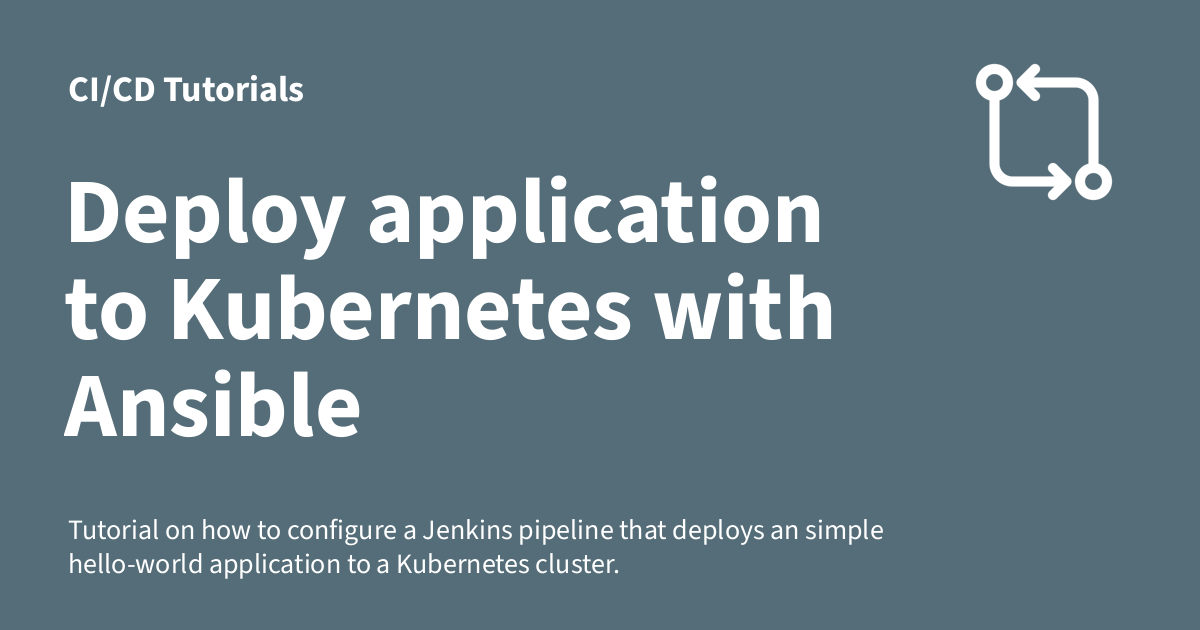 CI/CD Tutorials
Deploy application
to Kubernetes with
Ansible
Tutorial on how to configure a Jenkins pipeline that deploys an simple
hello-world application to a Kubernetes cluster.